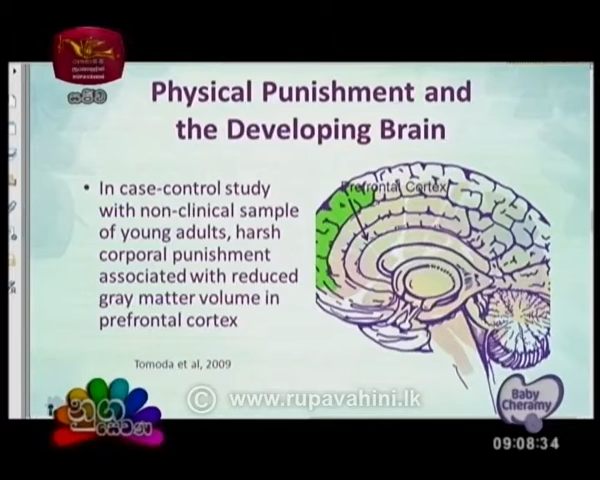 සජීව
Physical Punishment and
the Developing Brain
Prefrontal Cortex
• In case-control study
with non-clinical sample
of young adults, harsh
corporal punishment
associated with reduced
gray matter volume in
prefrontal cortex
Tomoda et al, 2009
නුග
සෙවණ
© www.rupavahini.lk
Baby
Cheramy
09:08:34